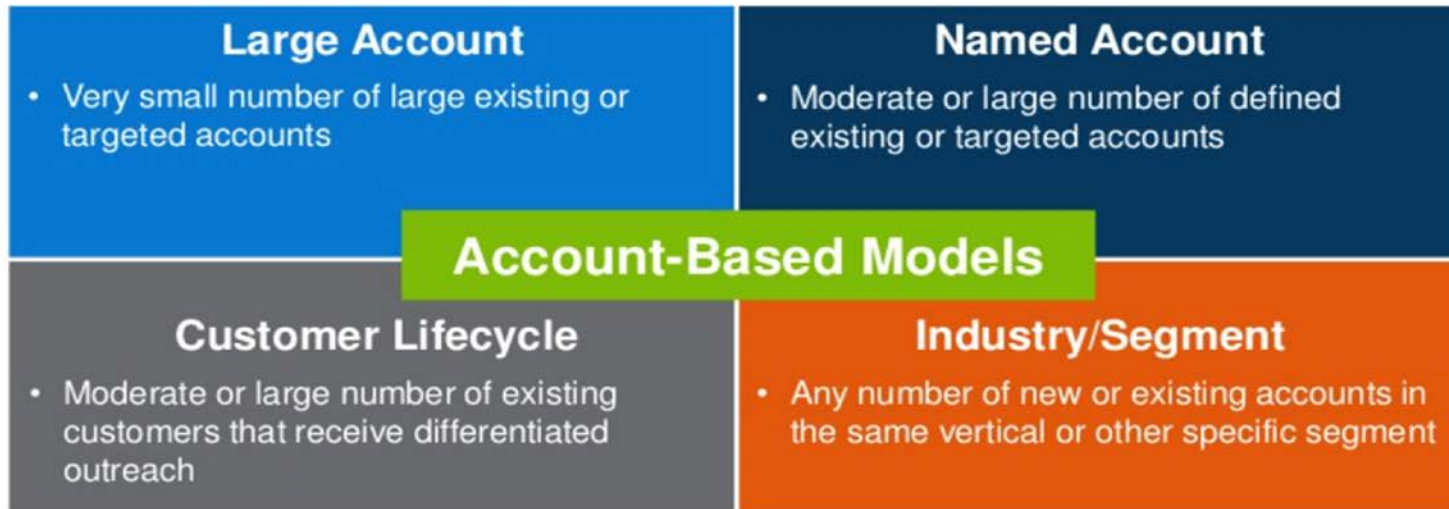 Large Account
• Very small number of large existing or
targeted accounts
Named Account
• Moderate or large number of defined
existing or targeted accounts
Account-Based Models
Customer Lifecycle
• Moderate or large number of existing
customers that receive differentiated
outreach
Industry/Segment
• Any number of new or existing accounts in
the same vertical or other specific segment